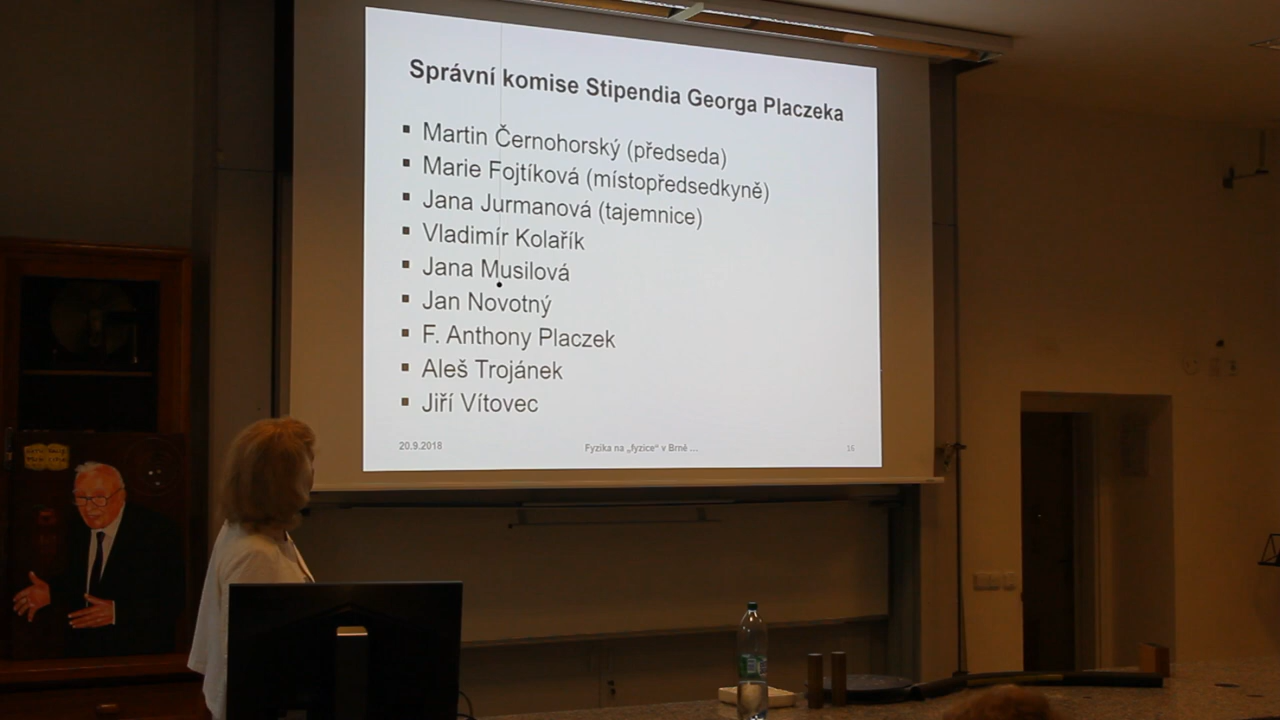 Správní komise Stipendia Georga Placzeka
▪ Martin Černohorský (předseda)
▪ Marie Fojtíková (místopředsedkyně)
▪ Jana Jurmanová (tajemnice)
▪ Vladimír Kolařík
▪ Jana Musilová
▪ Jan Novotný
▪ F. Anthony Placzek
▪ Aleš Trojánek
▪ Jiří Vítovec
20.9.2018
Fyzika na „fyzice“ v Brně ...
16